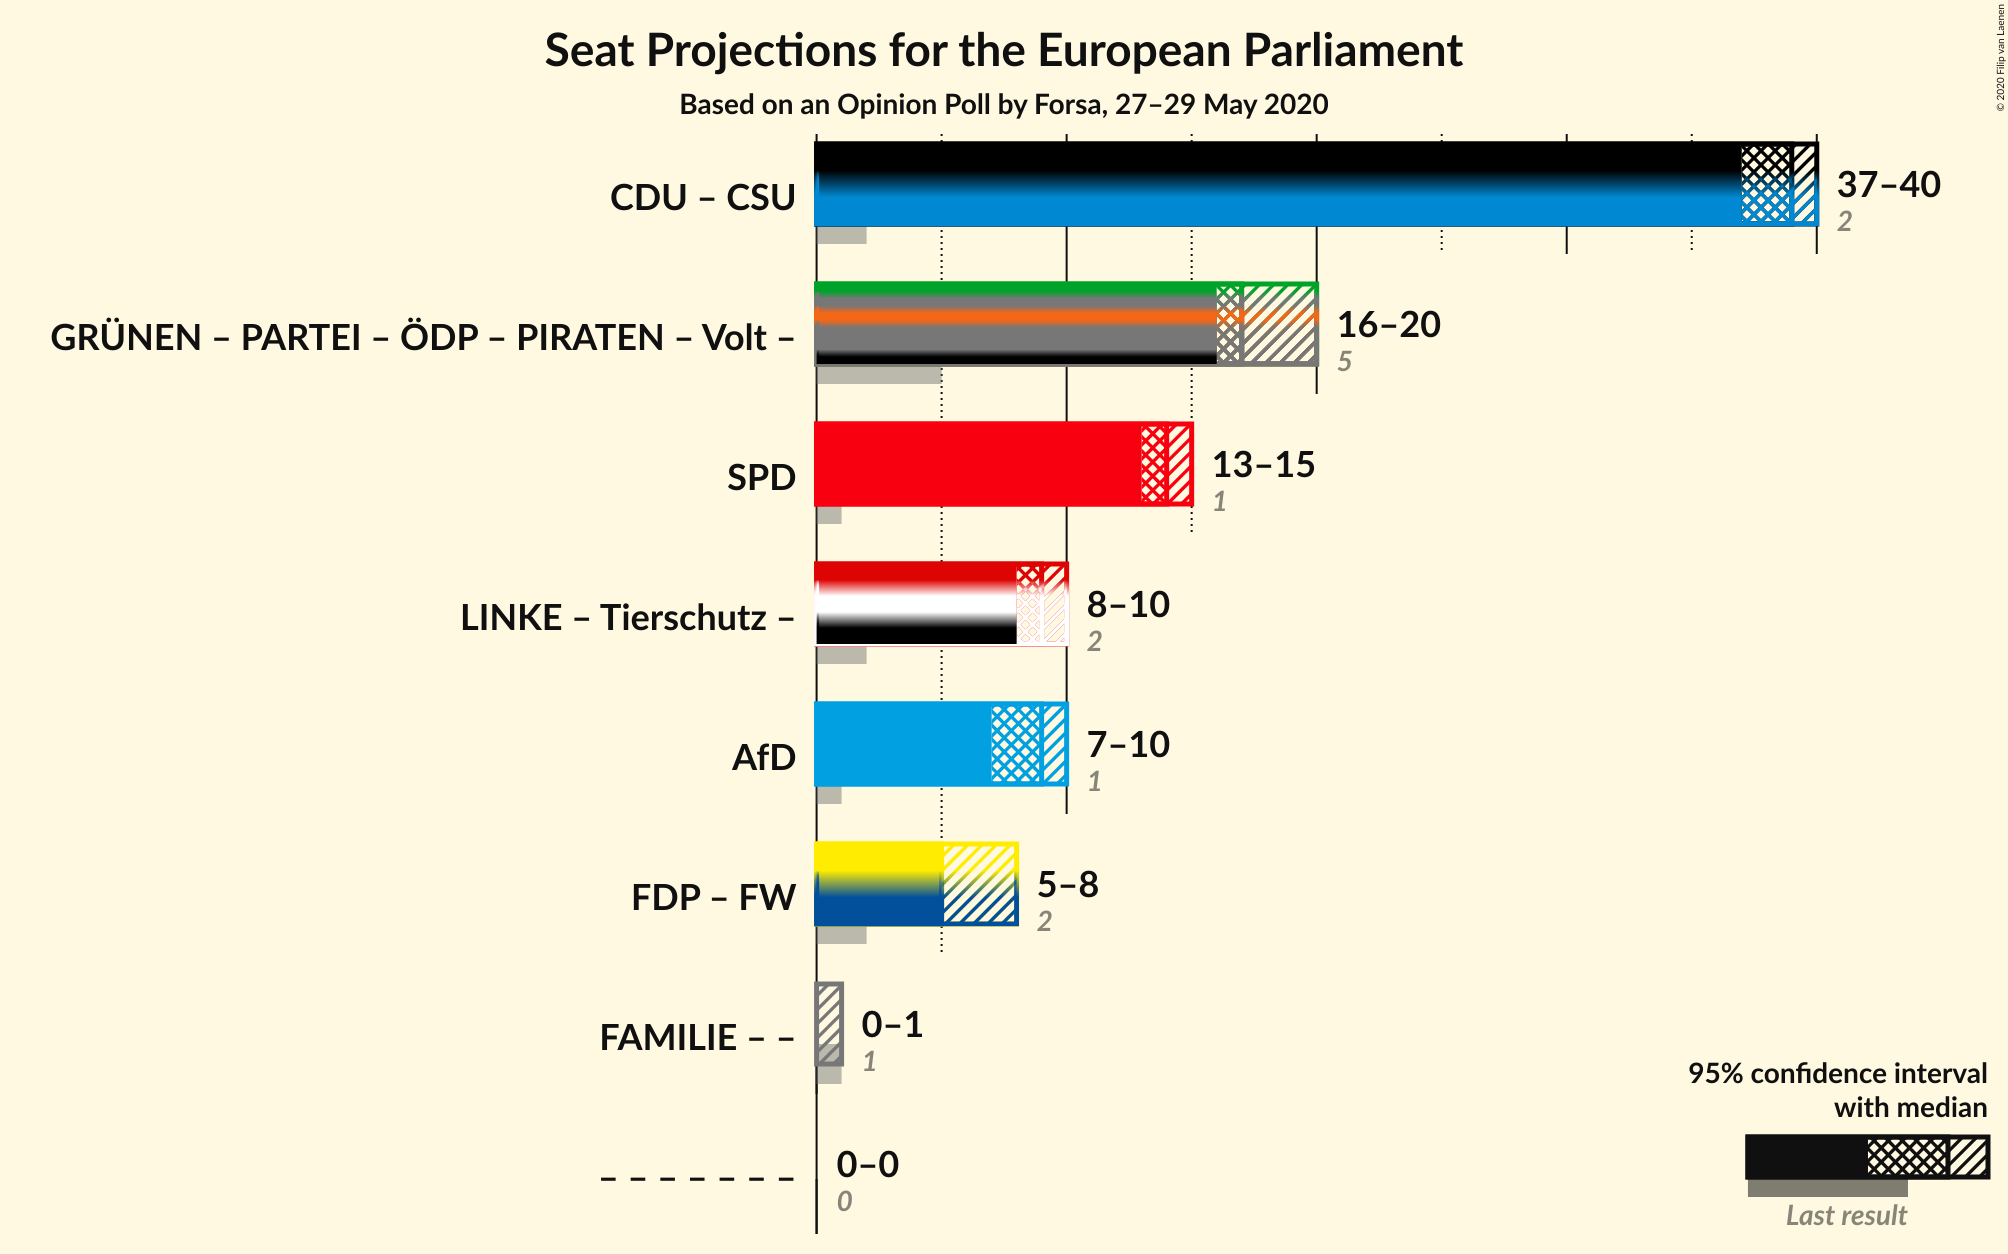 Seat Projections for the European Parliament
Based on an Opinion Poll by Forsa, 27–29 May 2020
© 2020 Filip van Laenen
CDU – CSU
37–40
2
GRÜNEN – PARTEI – ÖDP – PIRATEN – Volt –
16–20
5
SPD
13–15
1
LINKE – Tierschutz –
8–10
2
AfD
7–10
1
FDP – FW
5–8
2
FAMILIE – –
0–1
1
– – – – – – –
0–0
0
95% confidence interval
with median
Last result